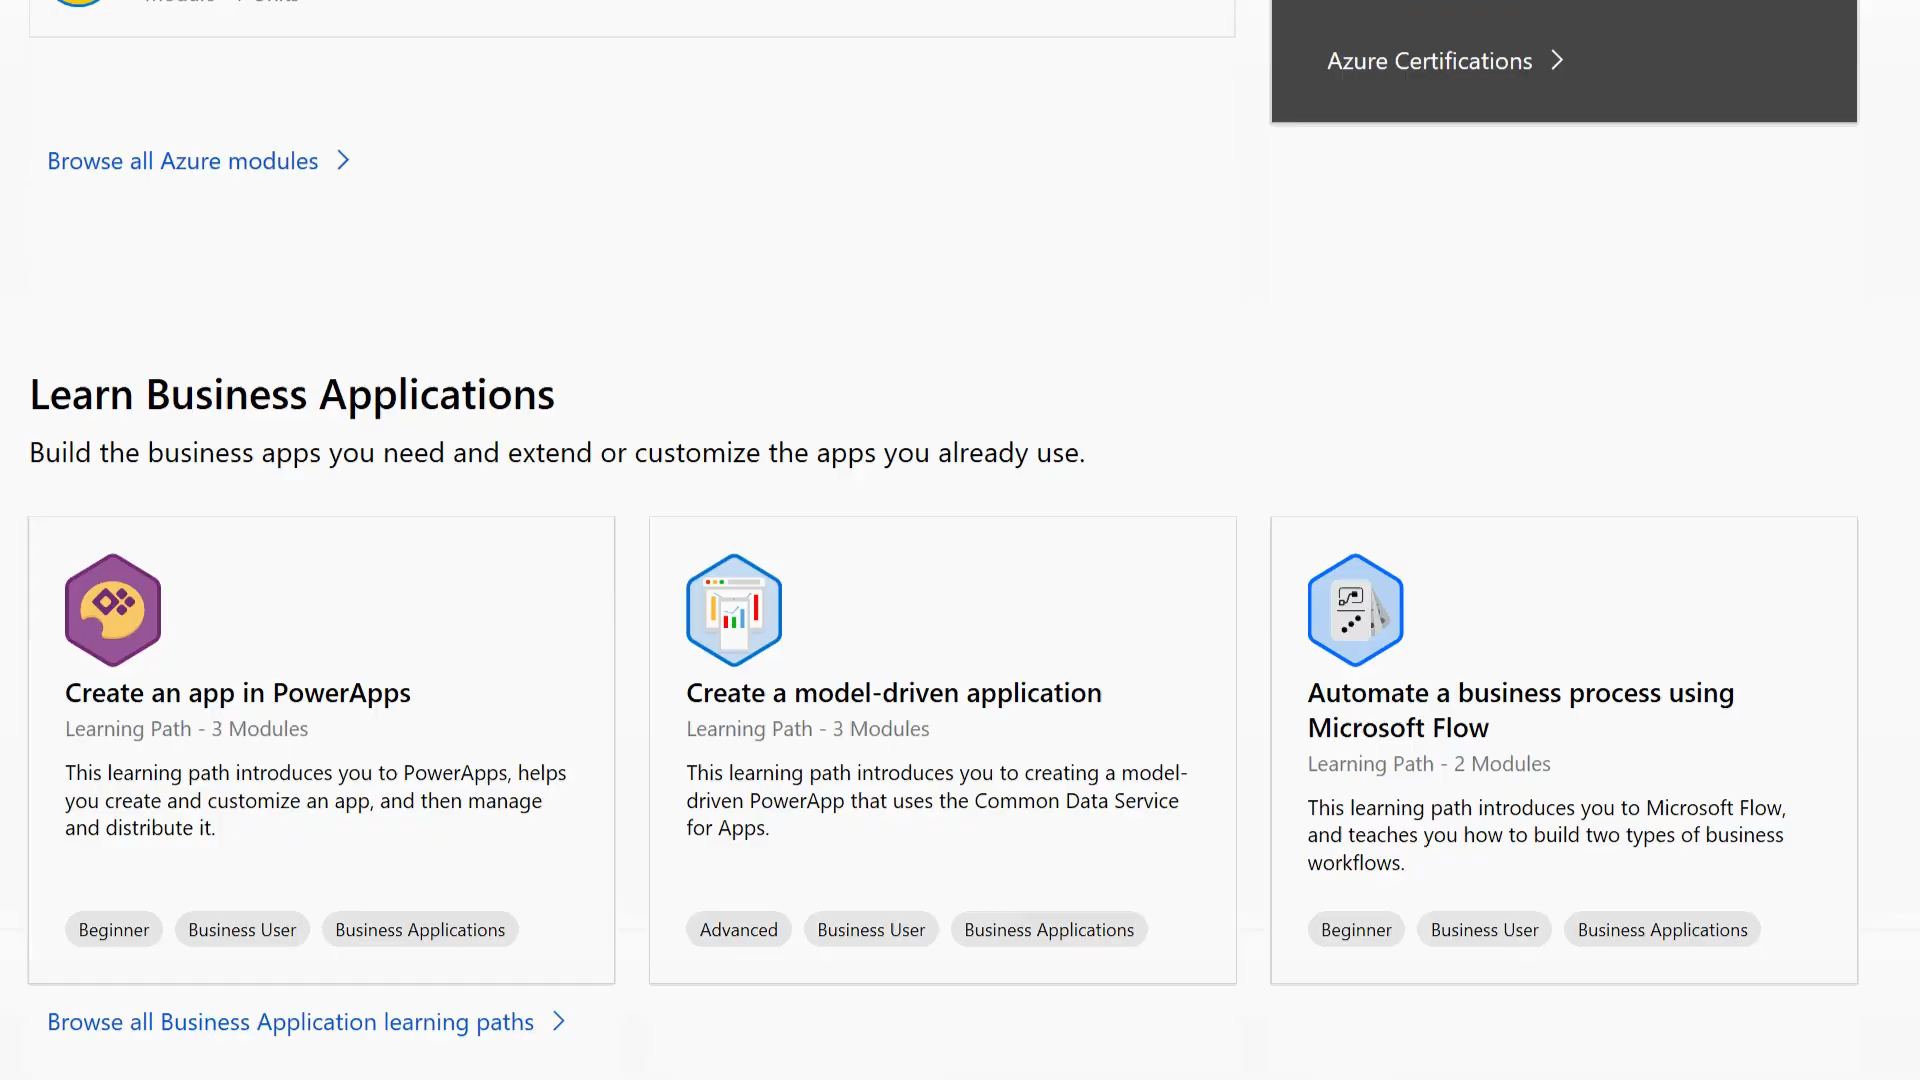 Azure Certifications
Browse all Azure modules
Learn Business Applications
Build the business apps you need and extend or customize the apps you already use.
Create an app in PowerApps
Learning Path - 3 Modules
This learning path introduces you to PowerApps, helps
you create and customize an app, and then manage
and distribute it.
Beginner
Business User
Business Applications
Create a model-driven application
Learning Path - 3 Modules
This learning path introduces you to creating a model-
driven PowerApp that uses the Common Data Service
for Apps.
Advanced
Business User
Business Applications
Automate a business process using
Microsoft Flow
Learning Path - 2 Modules
This learning path introduces you to Microsoft Flow,
and teaches you how to build two types of business
workflows.
Beginner
Business User
Business Applications
Browse all Business Application learning paths